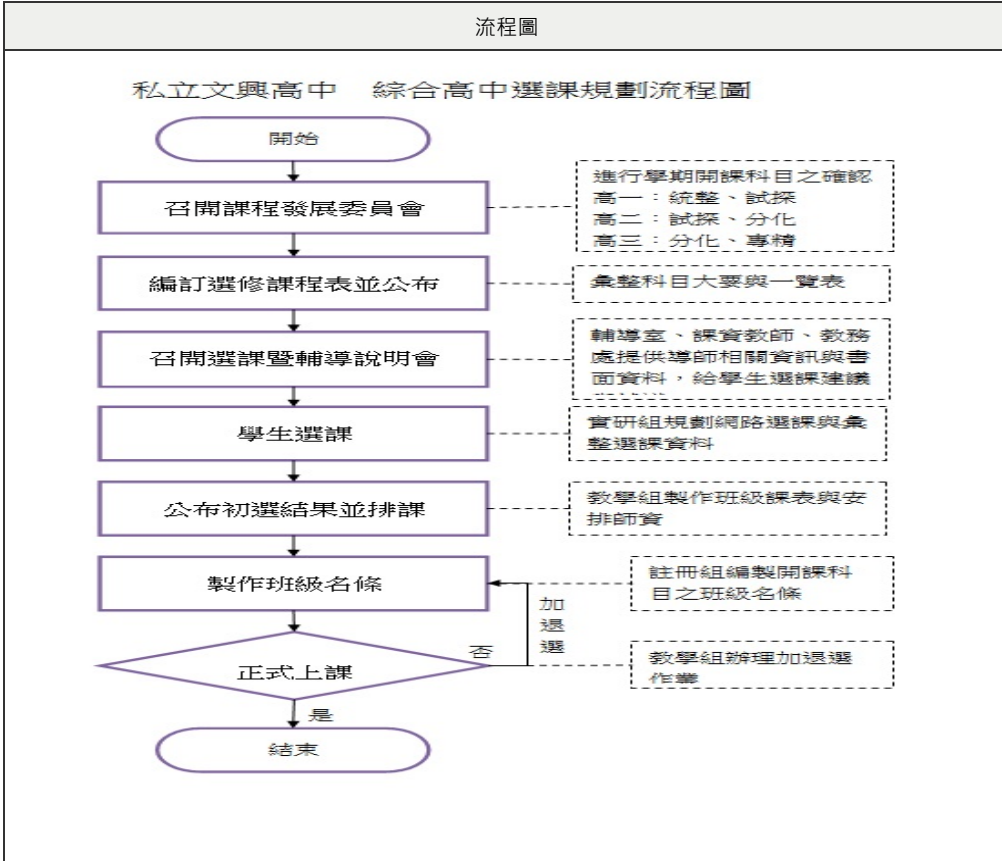 流程圖
私立文興高中 綜合高中選課規劃流程圖
開始
召開課程發展委員會
進行學期開課科目之確認
高一：統整、試探
高二：試探、分化
高三：分化、專精
編訂選修課程表並公布
彙整科目大要與一覽表
召開選課暨輔導說明會
輔導室、課資教師、教務
處提供導師相關資訊與書
面資料，給學生選課建議
學生選課
實研組規劃網路選課與彙
整選課資料
公布初選結果並排課
教學組製作班級課表與安
排師資
製作班級名條
註冊組編製開課科
目之班級名條
加
退
選
正式上課
否
教學組辦理加退選
作業
是
結束